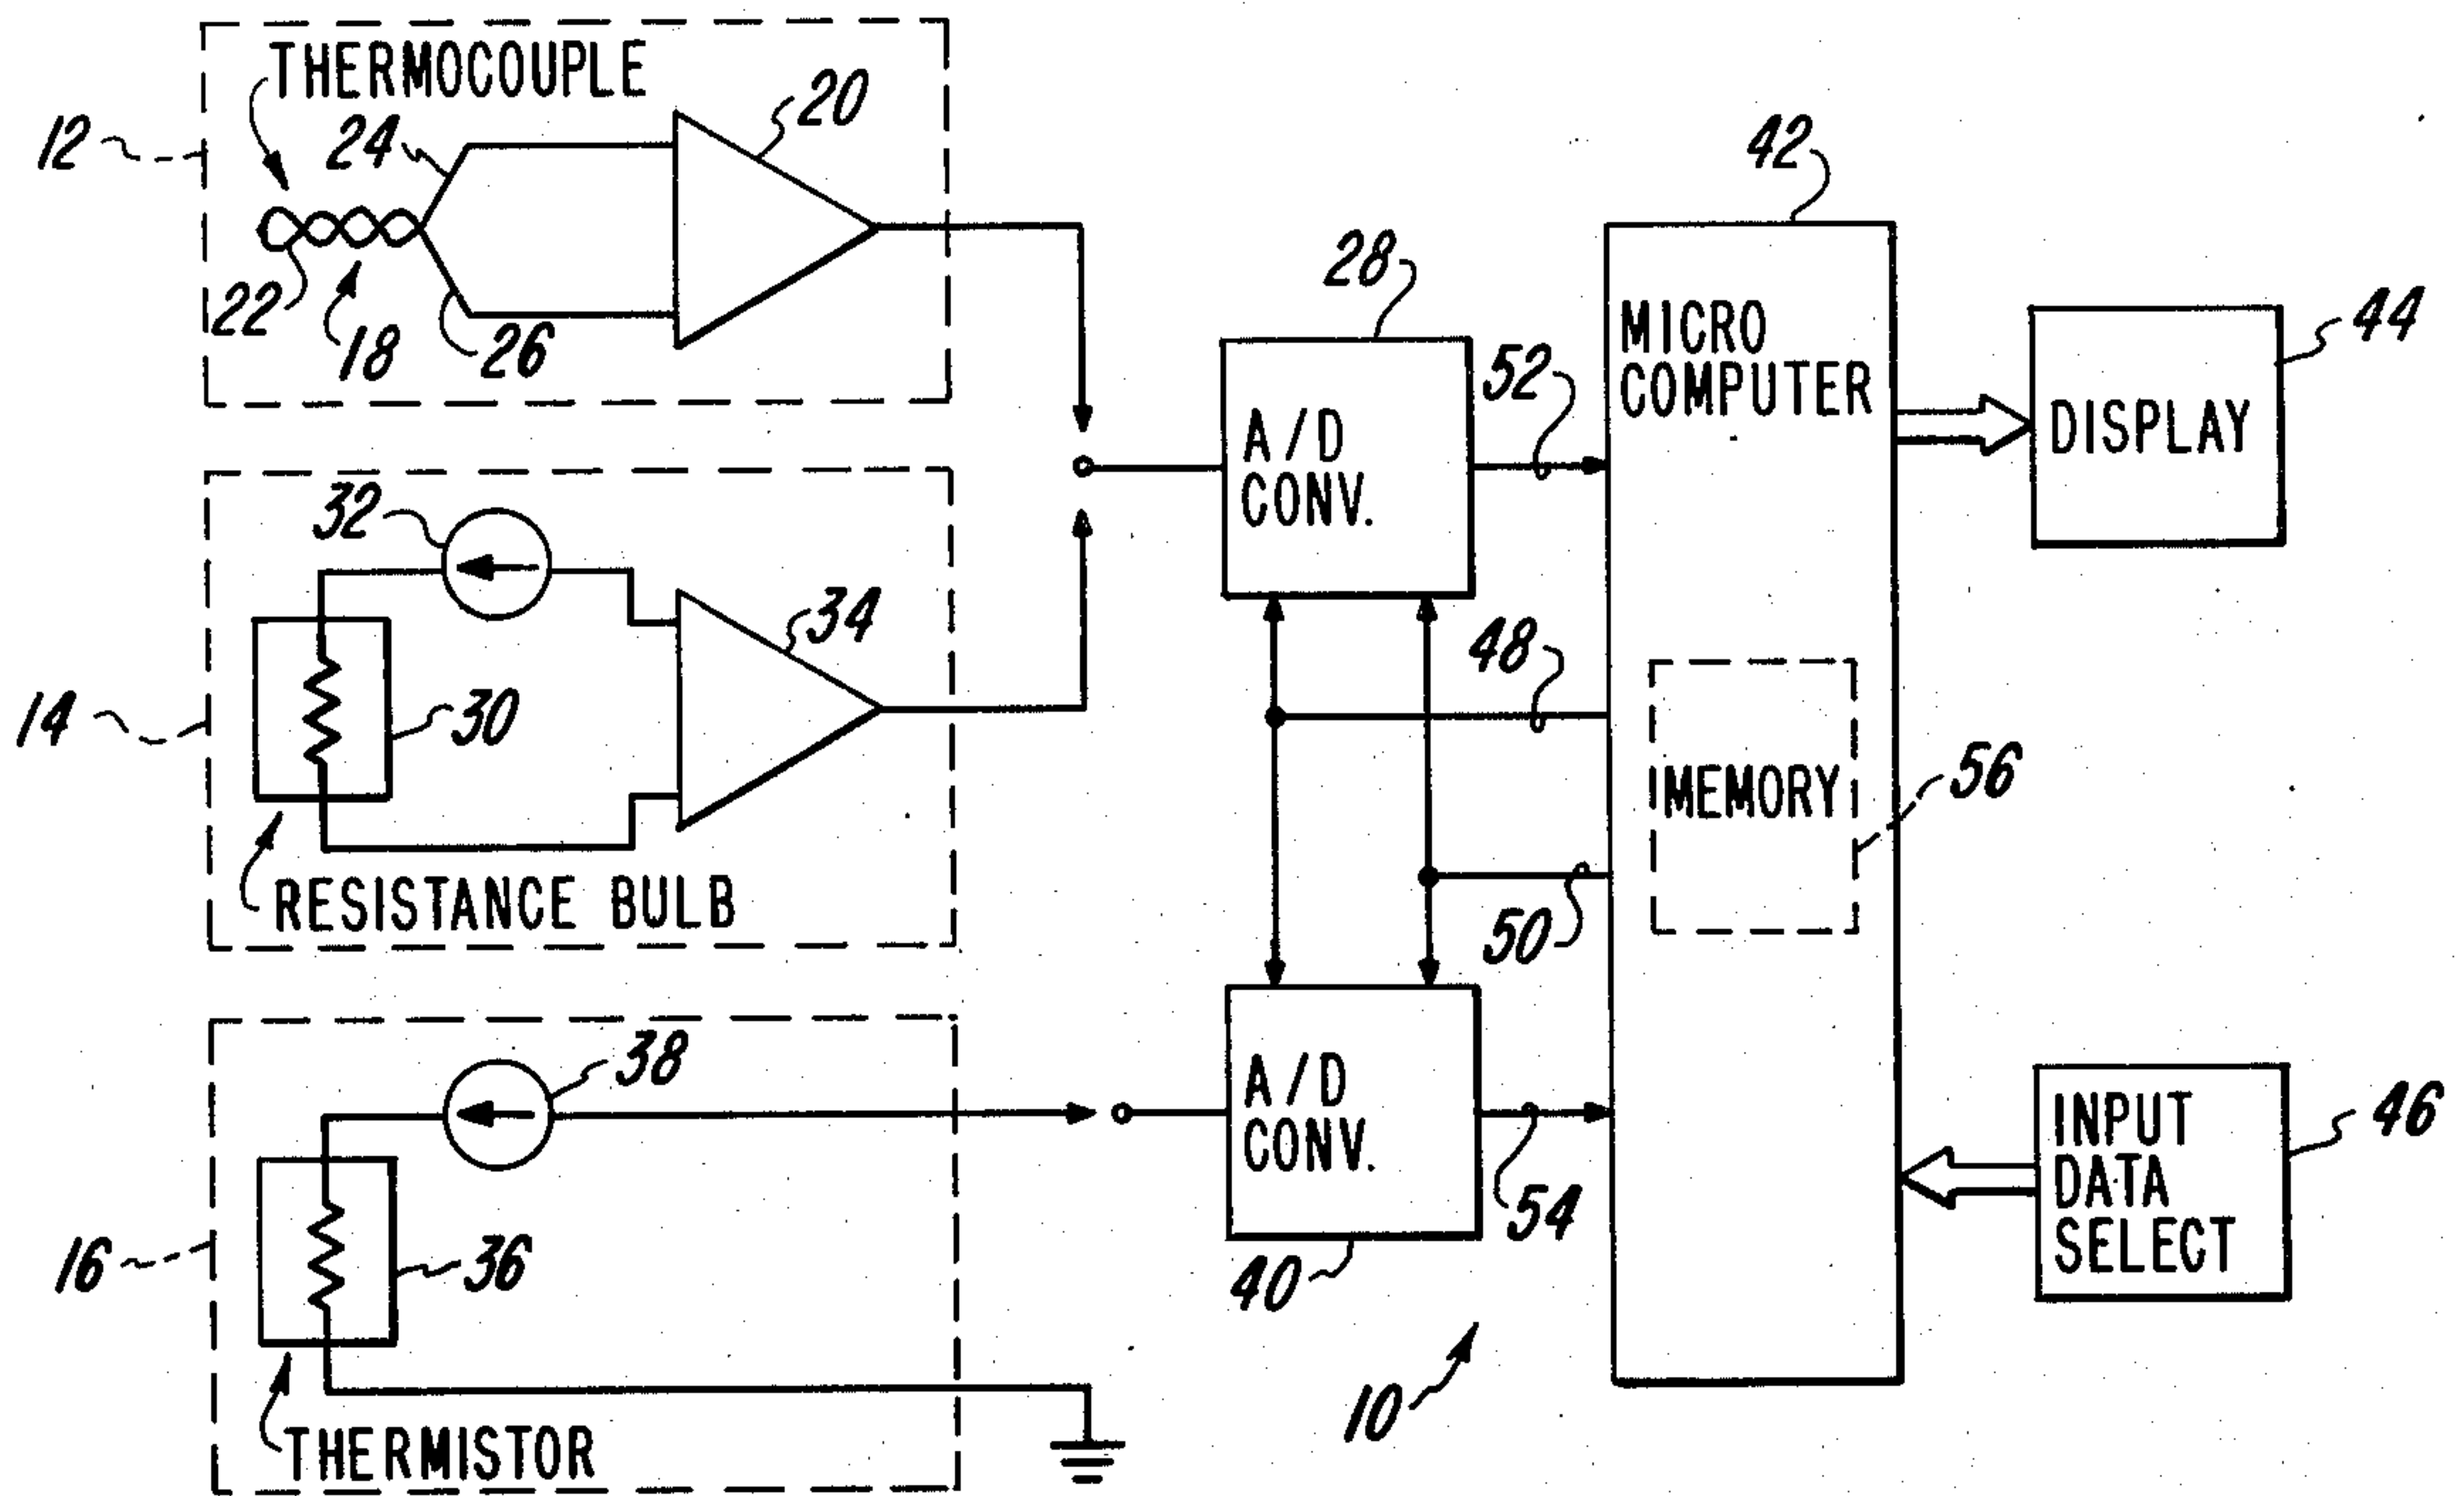 THERMOCOUPLE
12
24
20
22
18
26
42
28
MICRO
COMPUTER
52
A/D
CONV.
44
DISPLAY
32
34
14
30
48
MEMORY
56
RESISTANCE BULB
50
38
A/D
CONV.
54
46
INPUT
DATA
SELECT
16
36
40
10
THERMISTOR